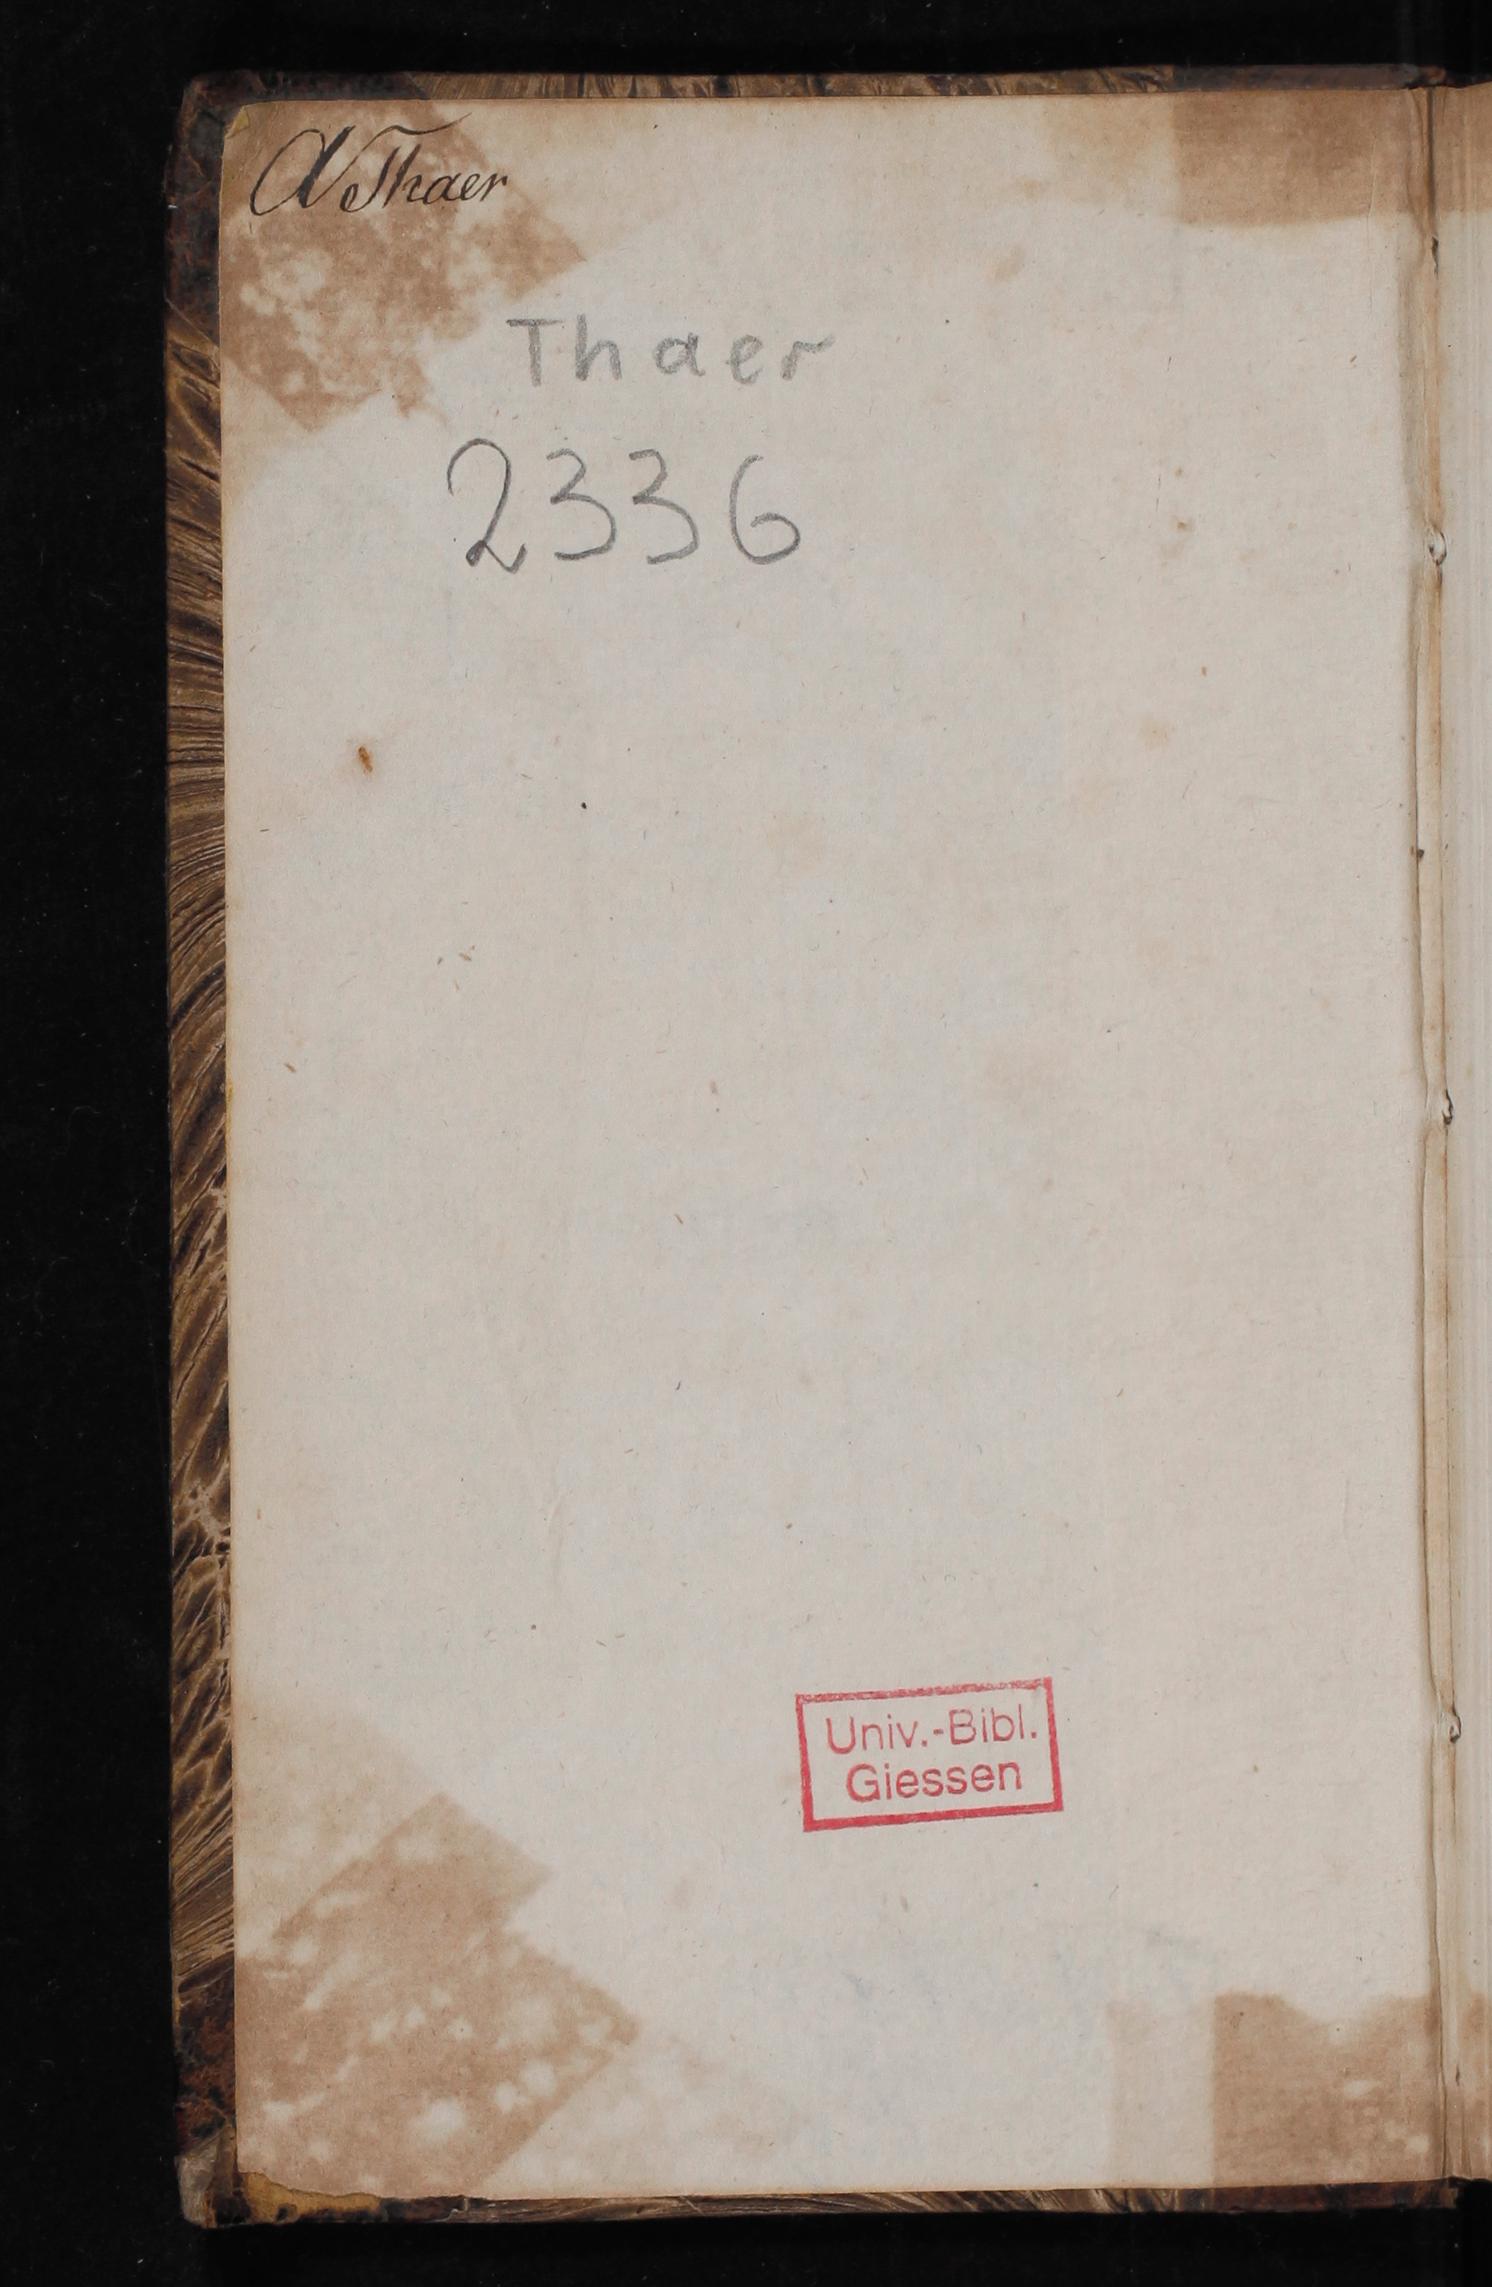 A Thaer
Thaer
2336
Univ.-Bibl.
Giessen